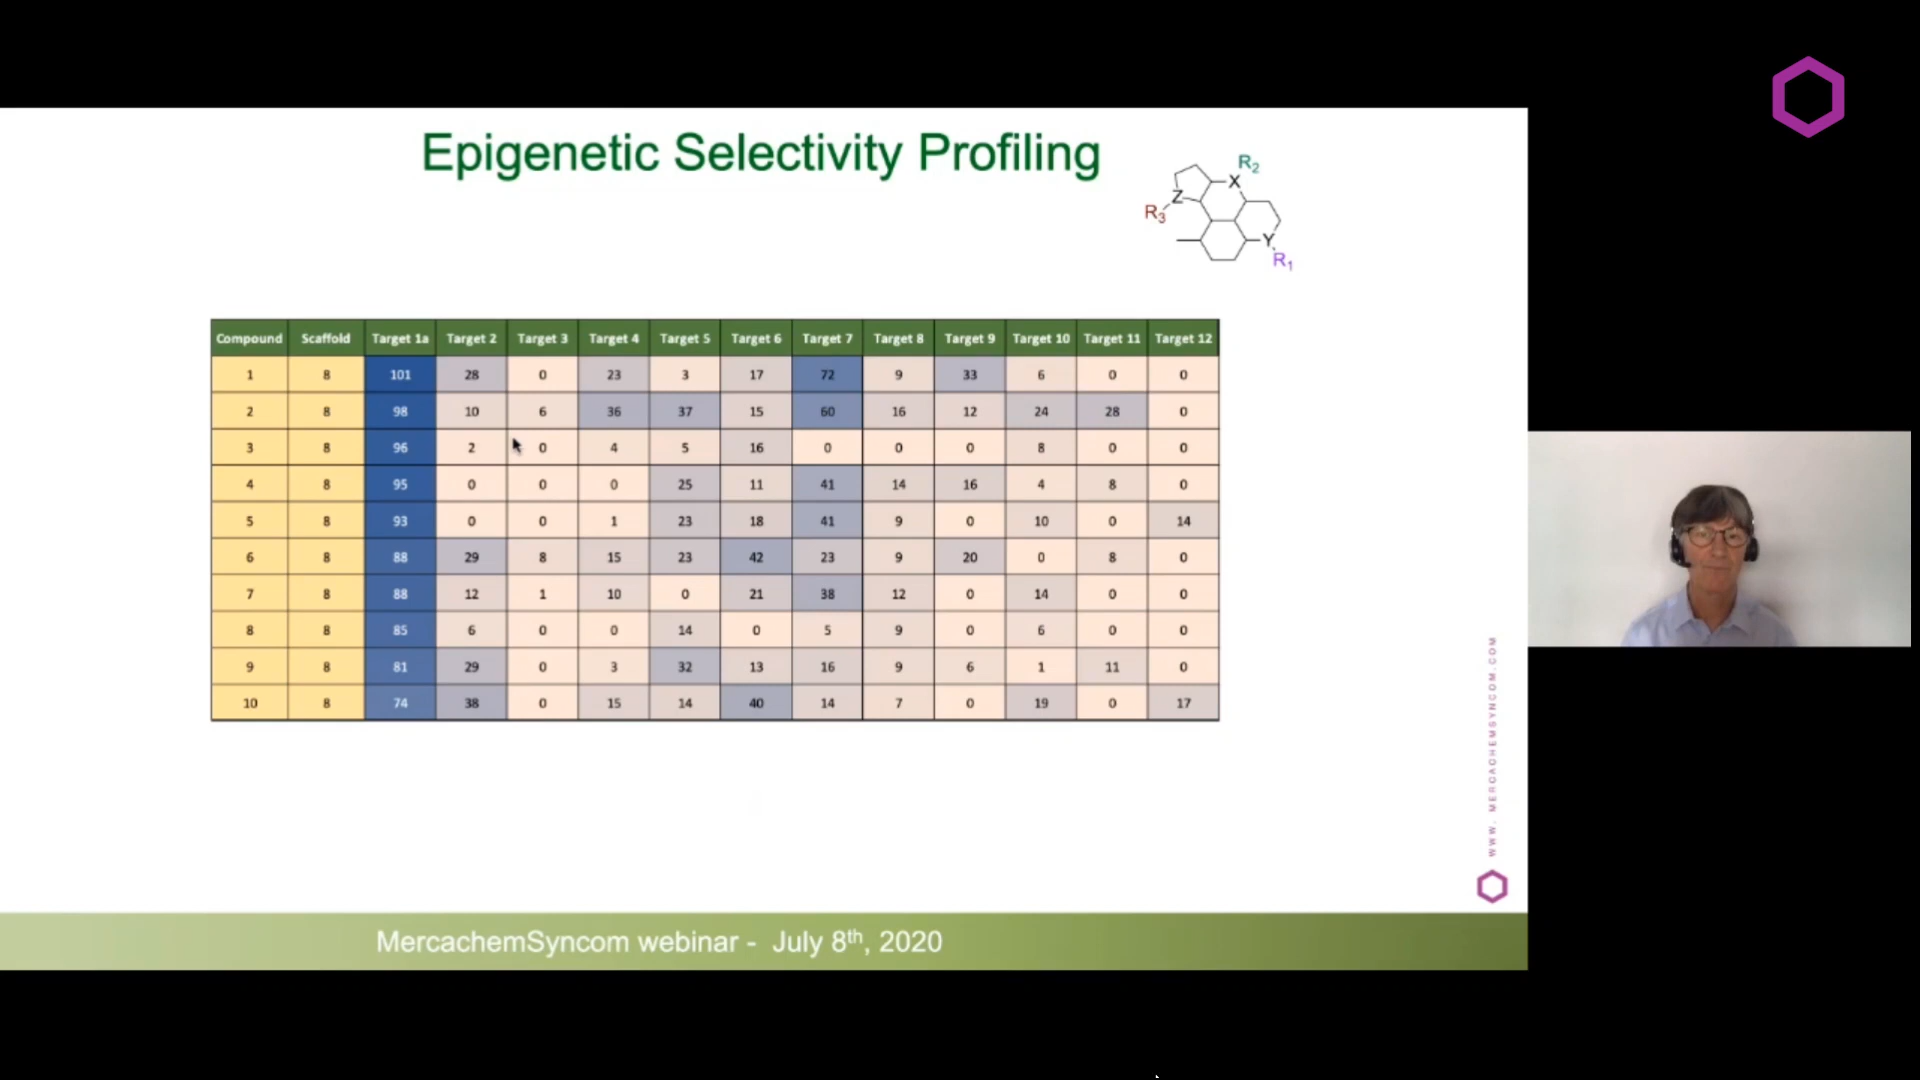 Epigenetic Selectivity Profiling
R2
X
Z
R3
Y
R1
Compound Scaffold Target 1a Target 2 Target 3 Target 4 Target 5 Target 6 Target 7 Target 8 Target 9 Target 10 Target 11 Target 12
1 8 101 28 0 23 3 17 72 9 33 6 0 0
2 8 98 10 6 36 37 15 60 16 12 24 28 0
3 8 96 2 0 4 5 16 0 0 0 8 0 0
4 8 95 0 0 0 25 11 41 14 16 4 8 0
5 8 93 0 0 1 23 18 41 9 0 10 0 14
6 8 88 29 8 15 23 42 23 9 20 0 8 0
7 8 88 12 1 10 0 21 38 12 0 14 0 0
8 8 85 6 0 0 14 0 5 9 0 6 0 0
9 8 81 29 0 3 32 13 16 9 6 1 11 0
10 8 74 38 0 15 14 40 14 7 0 19 0 17
WWW. MERCACHEMSYNCOM.COM
MercachemSyncom webinar - July 8th, 2020